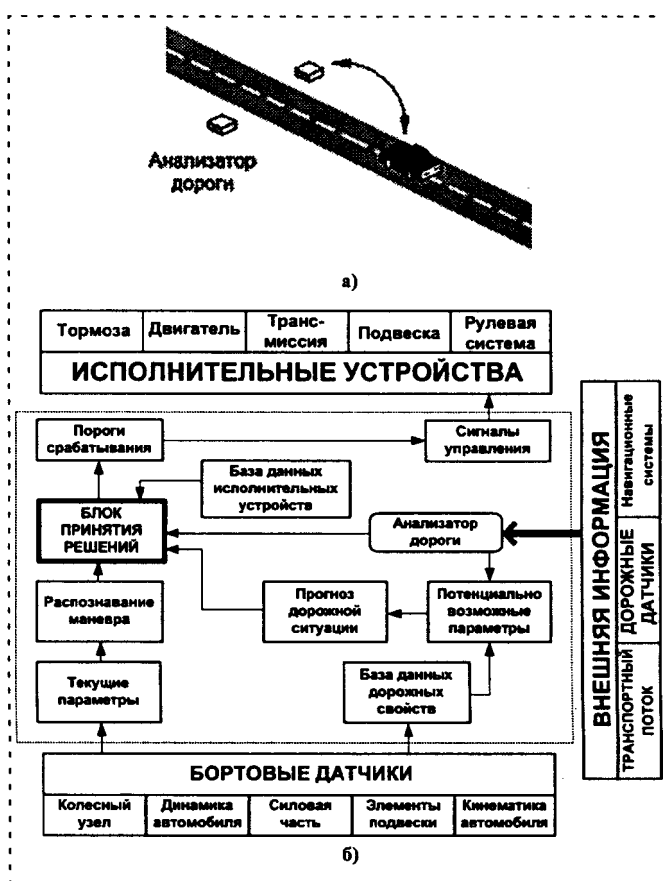 Анализатор
дороги
а)
Тормоза
Двигатель
Транс-
миссия
Подвеска
Рулевая
система
ИСПОЛНИТЕЛЬНЫЕ УСТРОЙСТВА
Пороги
срабатывания
Сигналы
управления
База данных
исполнительных
устройств
БЛОК
ПРИНЯТИЯ
РЕШЕНИЙ
Анализатор
дороги
Распознавание
маневра
Прогноз
дорожной
ситуации
Потенциально
возможные
параметры
Текущие
параметры
База данных
дорожных
свойств
ВНЕШНЯЯ ИНФОРМАЦИЯ
Навигационные
системы
ДОРОЖНЫЕ
ДАТЧИКИ
ТРАНСПОРТНЫЙ
ПОТОК
БОРТОВЫЕ ДАТЧИКИ
Колесный
узел
Динамика
автомобиля
Силовая
часть
Элементы
подвески
Кинематика
автомобиля
б)